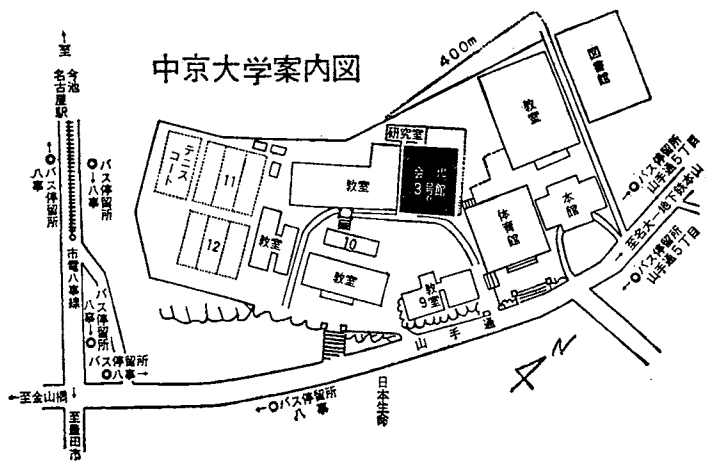 中京大学案内図
400m
図書館
教室
研究室
会場
3号館
本館
体育館
テニスコート
11
12
教室
教室
10
教室
教室
9
山手通
日本生命
←至
今池
名古屋駅
←◎バス停留所
八事
◎→八事
バス停留所
市電八事線
バス停留所
八事→◎
バス停留所
◎八事→
←至金山橋
至豊田市
←◎バス停留所
八事
→◎バス停留所
山手通5丁目
→至名大—地下鉄本山
◎バス停留所
山手通5丁目
N